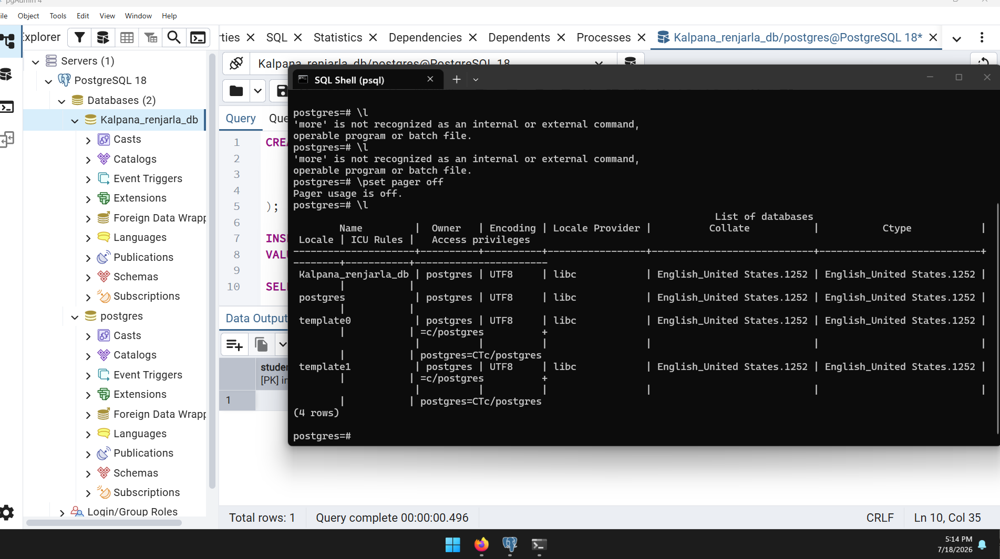 pgAdmin 4
ile Object Tools Edit View Window Help
Explorer
rties SQL Statistics Dependencies Dependents Processes Kalpana_renjarla_db/postgres@PostgreSQL 18*
Servers (1)
PostgreSQL 18
Databases (2)
Kalpana_renjarla_db
Casts
Catalogs
Event Triggers
Extensions
Foreign Data Wrapp
Languages
Publications
Schemas
Subscriptions
postgres
Casts
Catalogs
Event Triggers
Extensions
Foreign Data Wrapp
Languages
Publications
Schemas
Subscriptions
Login/Group Roles
Kalpana_renjarla_db/postgres@PostgreSQL 18
Query Que
1 CREA
2
3
4
5 );
6
7 INS
8 VALU
9
10 SEL
Data Output
studen
[PK] in
1
SQL Shell (psql)
postgres=# \l
'more' is not recognized as an internal or external command,
operable program or batch file.
postgres=# \l
'more' is not recognized as an internal or external command,
operable program or batch file.
postgres=# \pset pager off
Pager usage is off.
postgres=# \l
List of databases
Name | Owner | Encoding | Locale Provider | Collate | Ctype |
Locale | ICU Rules | Access privileges
---------------------+----------+----------+-----------------+----------------------------+----------------------------+
--------+-----------+-----------------------
Kalpana_renjarla_db | postgres | UTF8 | libc | English_United States.1252 | English_United States.1252 |
| |
postgres | postgres | UTF8 | libc | English_United States.1252 | English_United States.1252 |
| |
template0 | postgres | UTF8 | libc | English_United States.1252 | English_United States.1252 |
| | =c/postgres +
| | | | | |
| | postgres=CTc/postgres
template1 | postgres | UTF8 | libc | English_United States.1252 | English_United States.1252 |
| | =c/postgres +
| | | | | |
| | postgres=CTc/postgres
(4 rows)
postgres=#
Total rows: 1 Query complete 00:00:00.496 CRLF Ln 10, Col 35
5:14 PM
7/18/2026